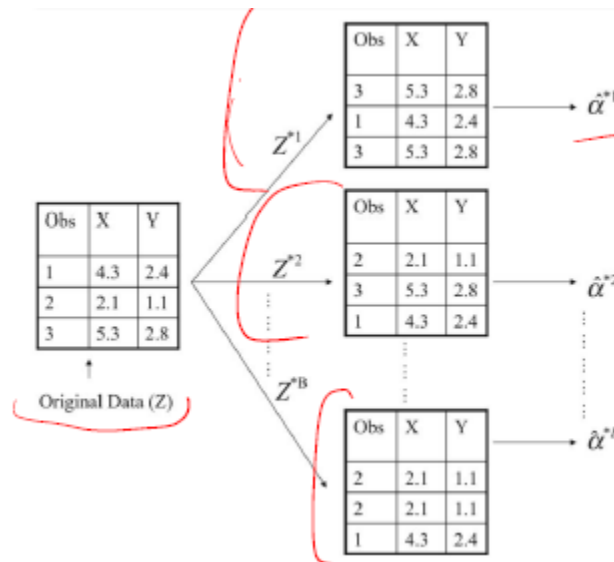 Obs X Y
3 5.3 2.8
1 4.3 2.4
3 5.3 2.8
Z*1
α̂*1
Obs X Y
1 4.3 2.4
2 2.1 1.1
3 5.3 2.8
Original Data (Z)
Z*2
Obs X Y
2 2.1 1.1
3 5.3 2.8
1 4.3 2.4
α̂*2
Z*B
Obs X Y
2 2.1 1.1
2 2.1 1.1
1 4.3 2.4
α̂*